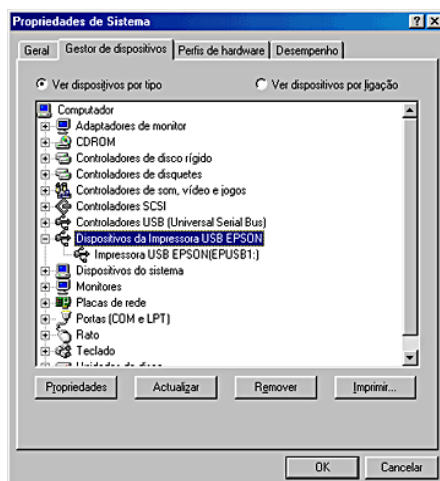 Propriedades de Sistema
Geral Gestor de dispositivos Perfis de hardware Desempenho
Ver dispositivos por tipo Ver dispositivos por ligação
Computador
Adaptadores de monitor
CDROM
Controladores de disco rígido
Controladores de disquetes
Controladores de som, vídeo e jogos
Controladores SCSI
Controladores USB (Universal Serial Bus)
Dispositivos da Impressora USB EPSON
Impressora USB EPSON(EPUSB1:)
Dispositivos do sistema
Monitores
Placas de rede
Portas (COM e LPT)
Rato
Teclado
Propriedades Actualizar Remover Imprimir...
OK Cancelar